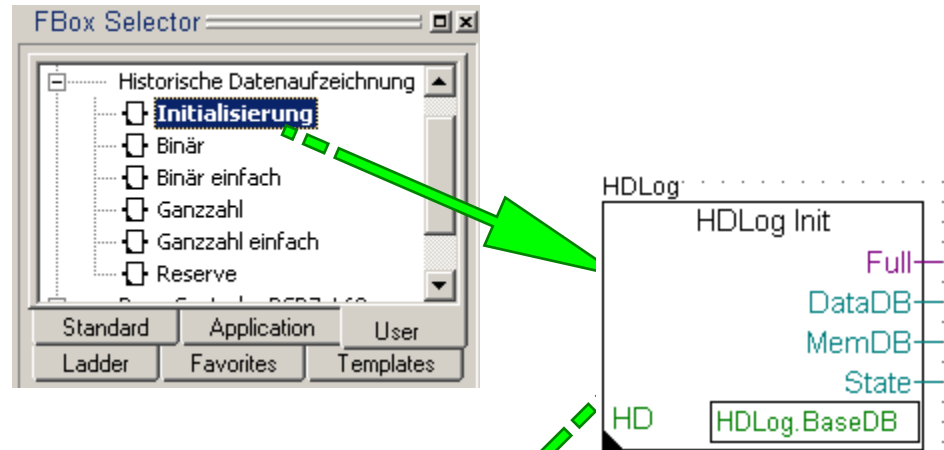 FBox Selector
Historische Datenaufzeichnung
Initialisierung
Binär
Binär einfach
Ganzzahl
Ganzzahl einfach
Reserve
Standard Application User
Ladder Favorites Templates
HDLog
HDLog Init
Full
DataDB
MemDB
State
HD HDLog.BaseDB